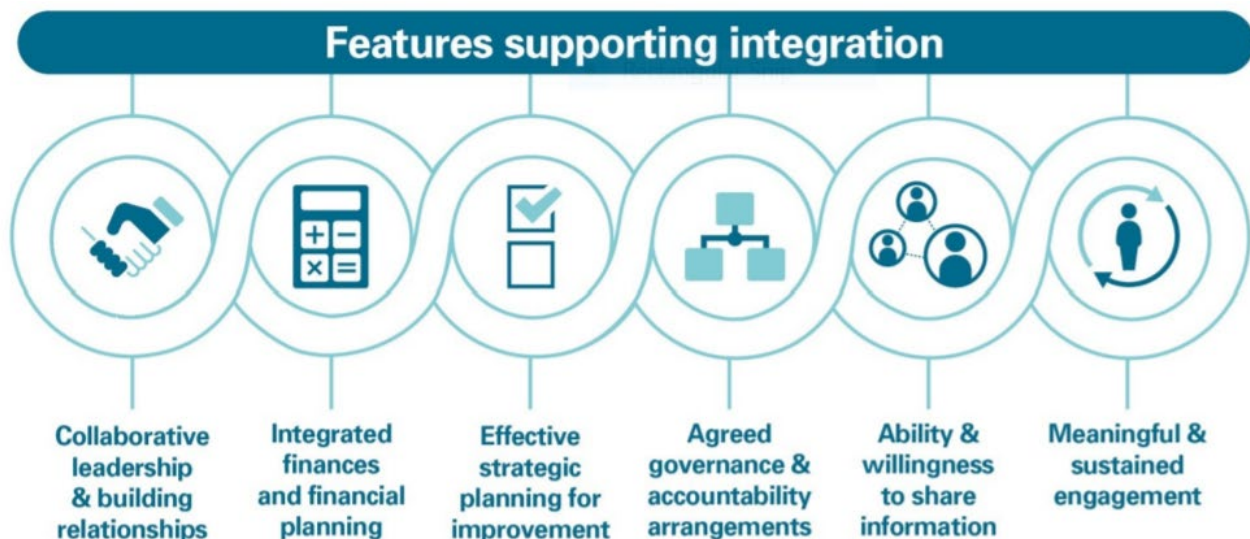 Features supporting integration
Collaborative
leadership
& building
relationships
Integrated
finances
and financial
planning
Effective
strategic
planning for
improvement
Agreed
governance &
accountability
arrangements
Ability &
willingness
to share
information
Meaningful &
sustained
engagement